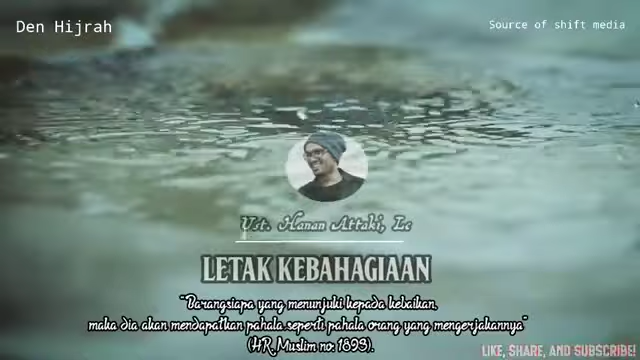 Den Hijrah
Source of shift media
Ust. Hanan Attaki, Lc
LETAK KEBAHAGIAAN
"Barangsiapa yang menunjuki kepada kebaikan,
maka dia akan mendapatkan pahala seperti pahala orang yang mengerjakannya"
(HR. Muslim no. 1893).
LIKE, SHARE, AND SUBSCRIBE!